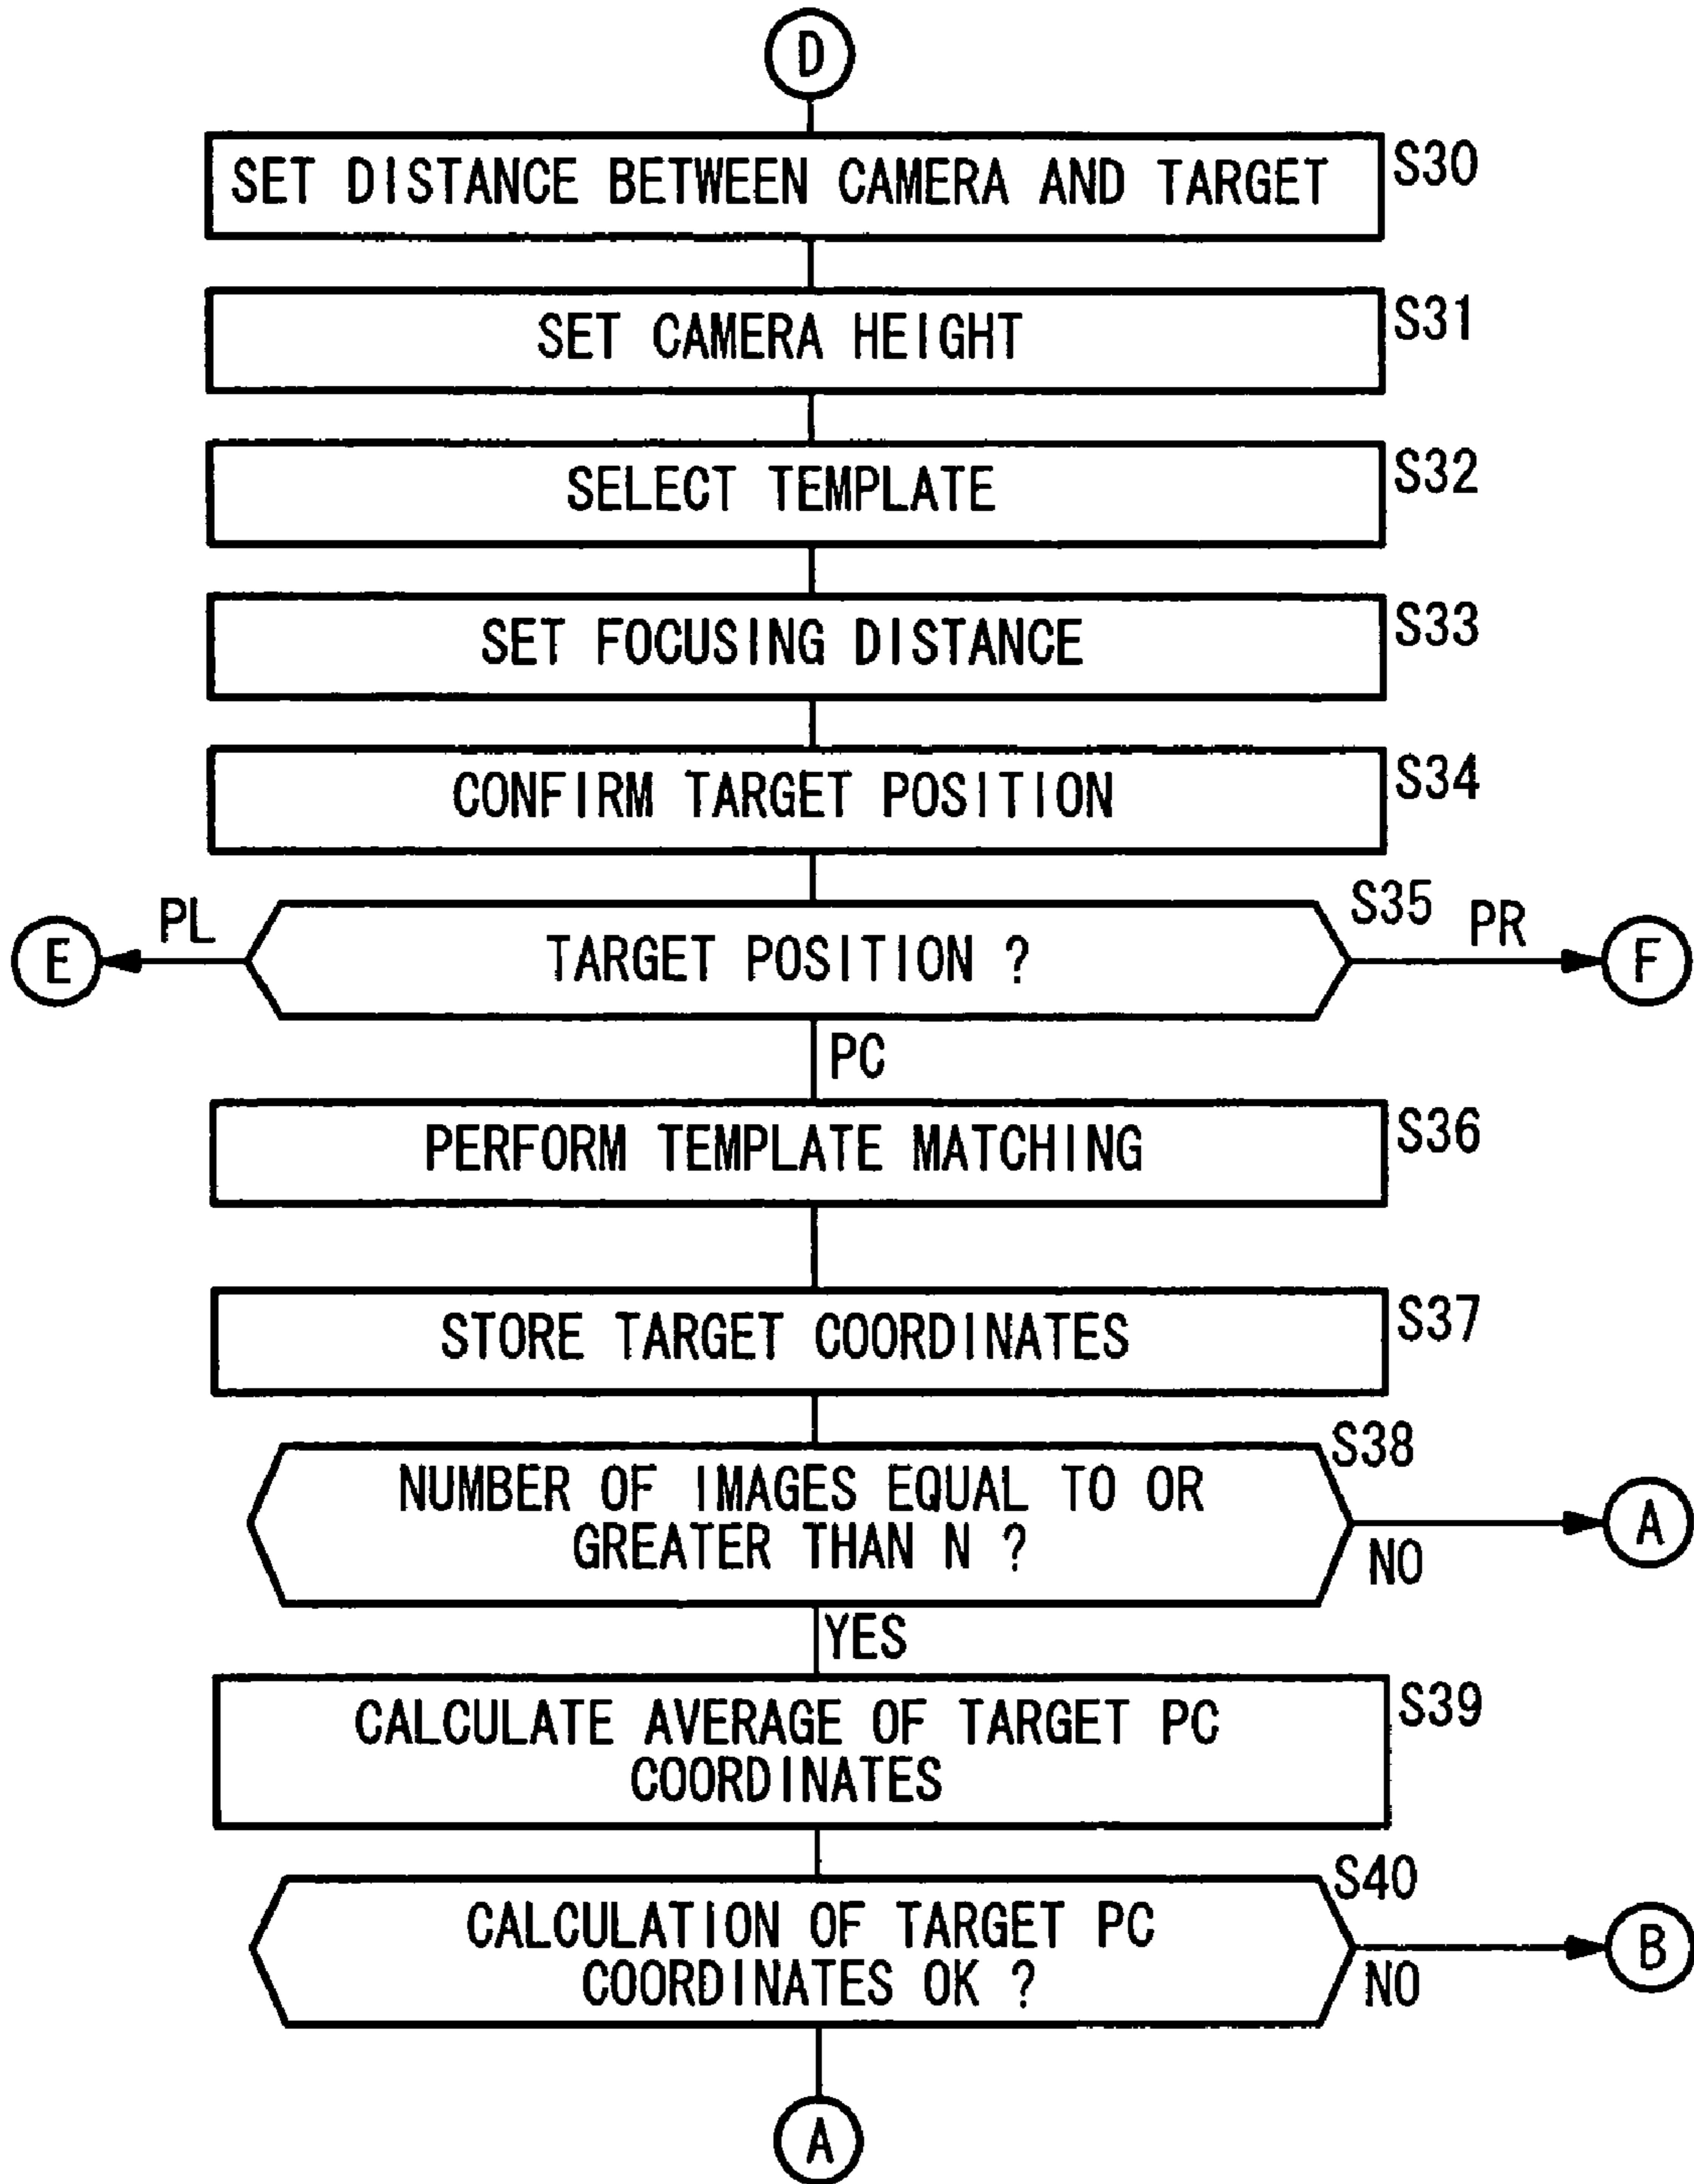 D
SET DISTANCE BETWEEN CAMERA AND TARGET
S30
SET CAMERA HEIGHT
S31
SELECT TEMPLATE
S32
SET FOCUSING DISTANCE
S33
CONFIRM TARGET POSITION
S34
E
PL
TARGET POSITION ?
S35
PR
F
PC
PERFORM TEMPLATE MATCHING
S36
STORE TARGET COORDINATES
S37
NUMBER OF IMAGES EQUAL TO OR
GREATER THAN N ?
S38
NO
A
YES
CALCULATE AVERAGE OF TARGET PC
COORDINATES
S39
CALCULATION OF TARGET PC
COORDINATES OK ?
S40
NO
B
A